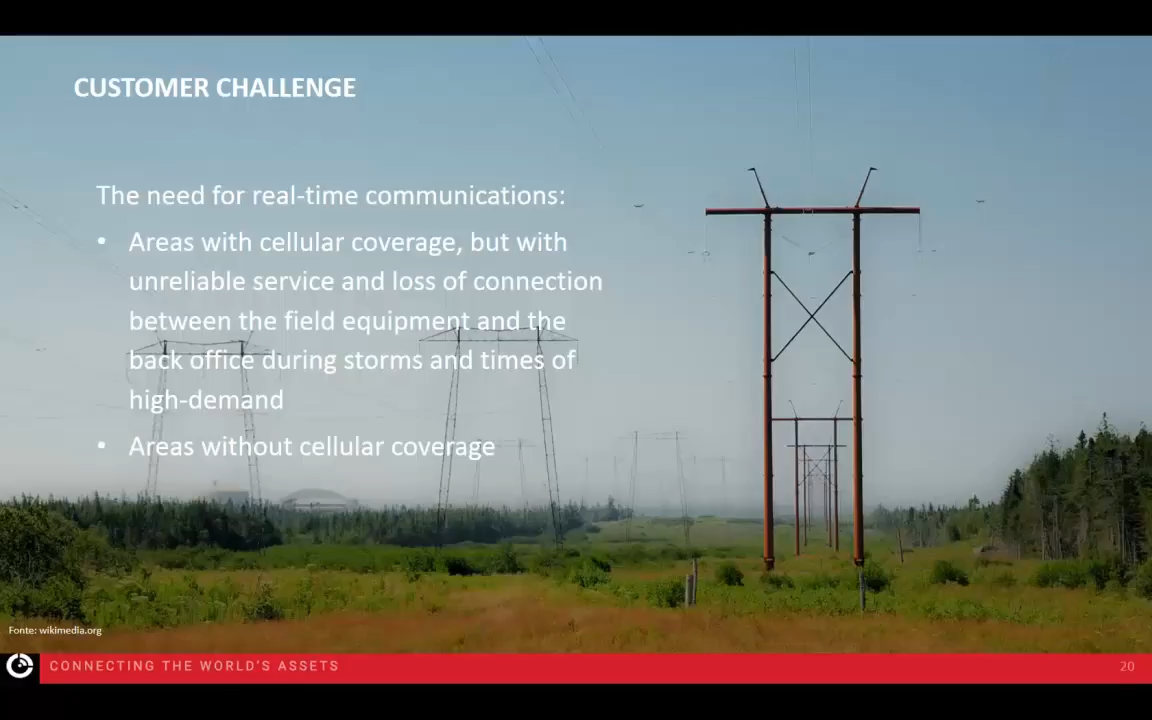 CUSTOMER CHALLENGE
The need for real-time communications:
• Areas with cellular coverage, but with
unreliable service and loss of connection
between the field equipment and the
back office during storms and times of
high-demand
• Areas without cellular coverage
Fonte: wikimedia.org
CONNECTING THE WORLD'S ASSETS
20